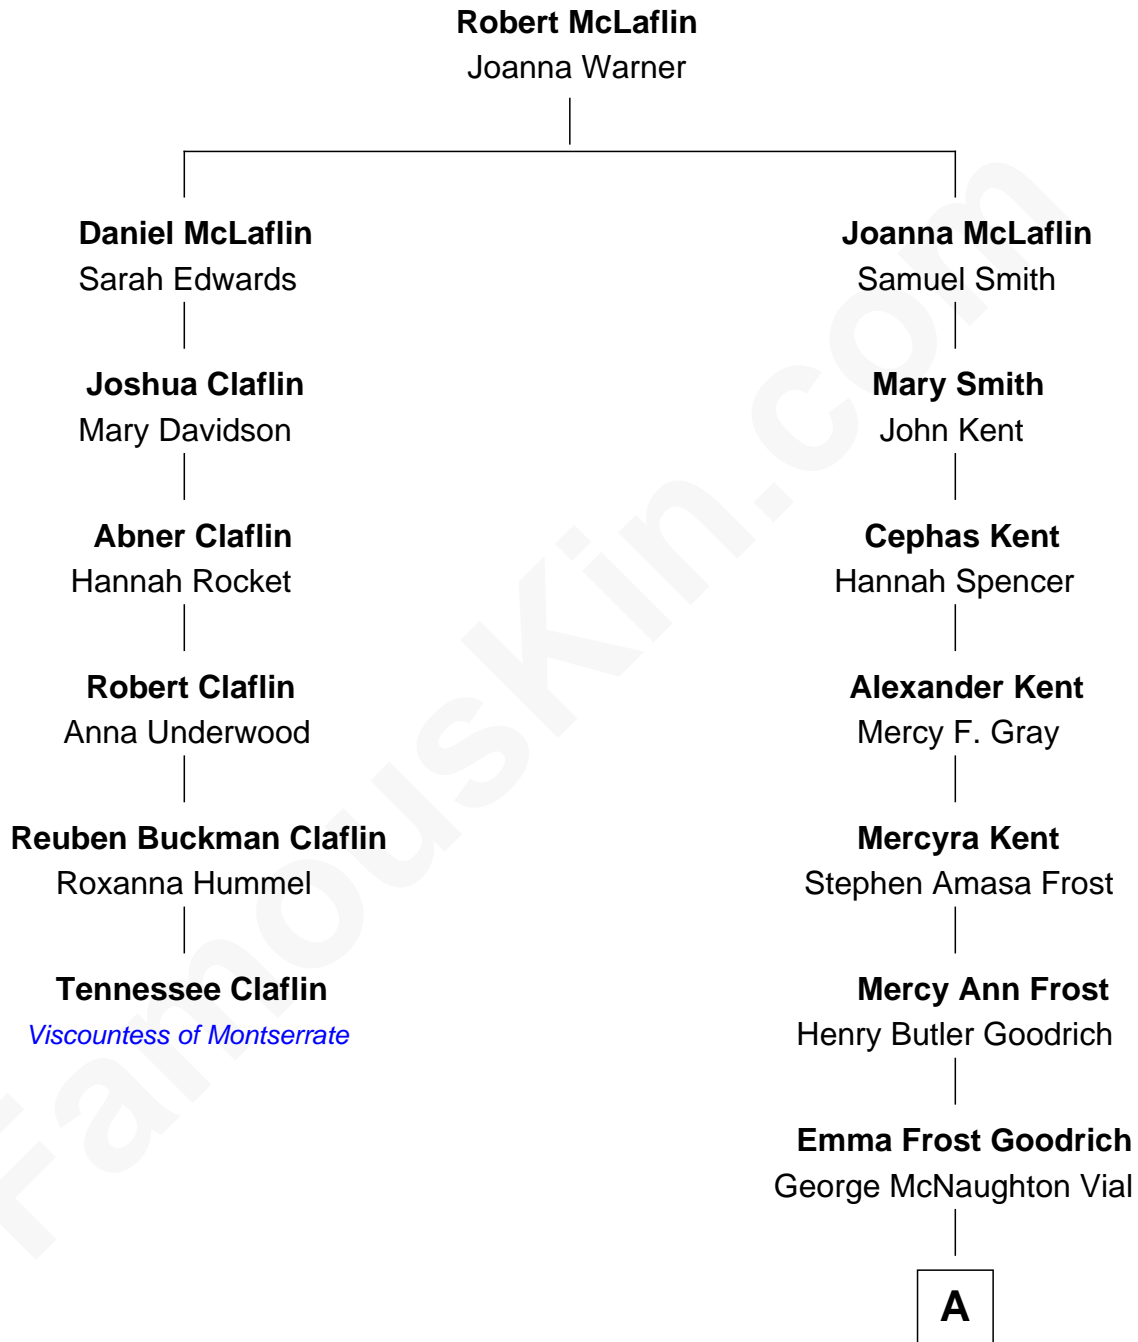 Robert McLaflin
Joanna Warner
Daniel McLaflin
Sarah Edwards
Joshua Claflin
Mary Davidson
Abner Claflin
Hannah Rocket
Robert Claflin
Anna Underwood
Reuben Buckman Claflin
Roxanna Hummel
Tennessee Claflin
Viscountess of Montserrate
Joanna McLaflin
Samuel Smith
Mary Smith
John Kent
Cephas Kent
Hannah Spencer
Alexander Kent
Mercy F. Gray
Mercyra Kent
Stephen Amasa Frost
Mercy Ann Frost
Henry Butler Goodrich
Emma Frost Goodrich
George McNaughton Vial
A
FamousKin.com